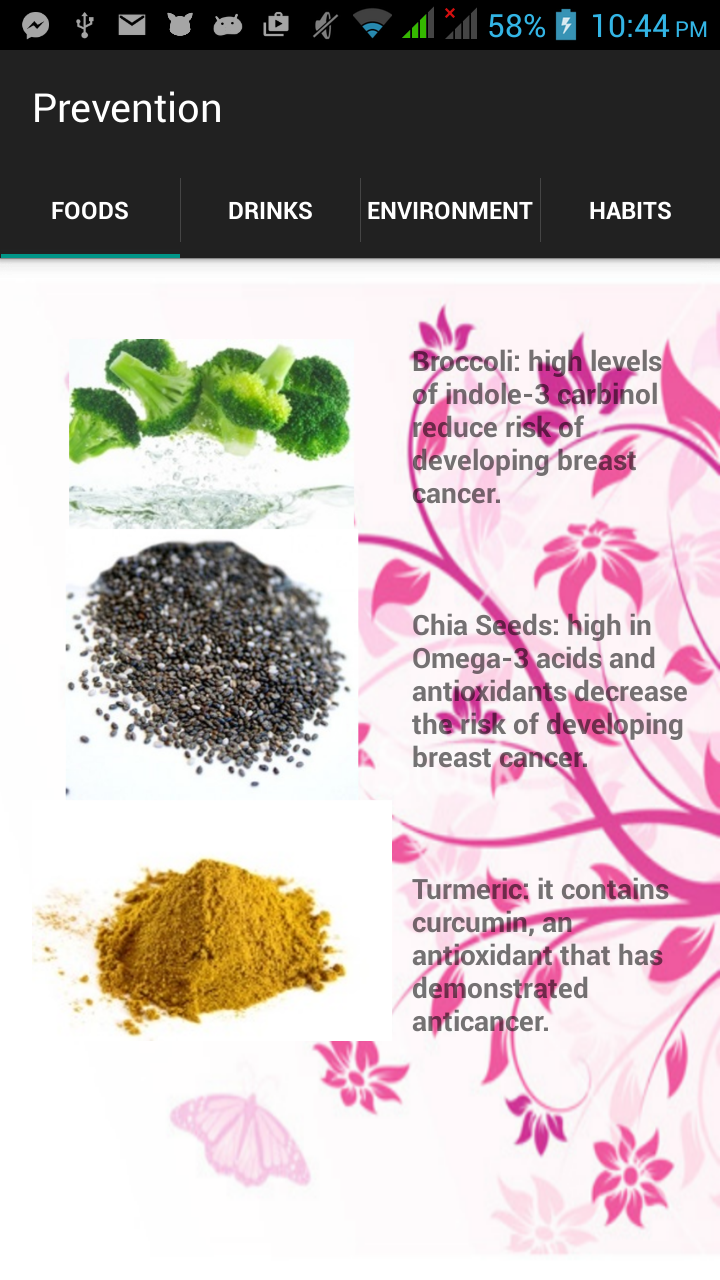 58% 10:44 PM
Prevention
FOODS DRINKS ENVIRONMENT HABITS
Broccoli: high levels
of indole-3 carbinol
reduce risk of
developing breast
cancer.
Chia Seeds: high in
Omega-3 acids and
antioxidants decrease
the risk of developing
breast cancer.
Turmeric: it contains
curcumin, an
antioxidant that has
demonstrated
anticancer.